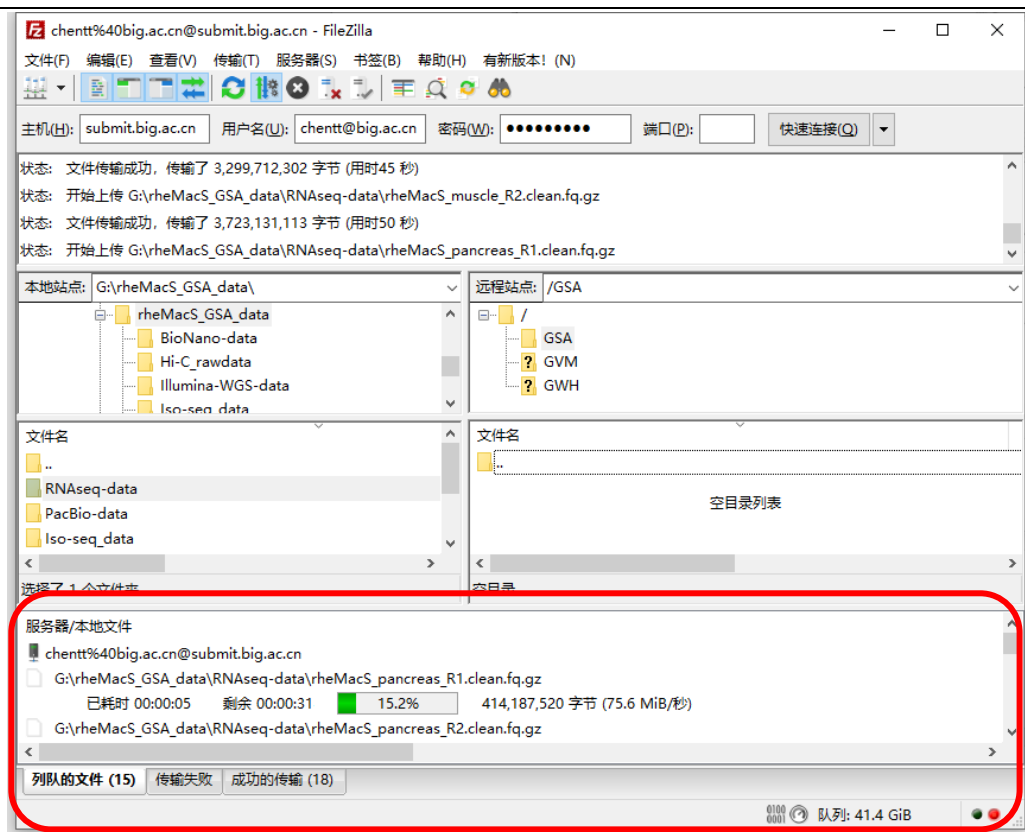 chentt%40big.ac.cn@submit.big.ac.cn - FileZilla
文件(F) 编辑(E) 查看(V) 传输(T) 服务器(S) 书签(B) 帮助(H) 有新版本! (N)
主机(H): submit.big.ac.cn 用户名(U): chentt@big.ac.cn 密码(W): ●●●●●●●●● 端口(P): 快速连接(Q)
状态: 文件传输成功, 传输了 3,299,712,302 字节 (用时45 秒)
状态: 开始上传 G:\rheMacS_GSA_data\RNAseq-data\rheMacS_muscle_R2.clean.fq.gz
状态: 文件传输成功, 传输了 3,723,131,113 字节 (用时50 秒)
状态: 开始上传 G:\rheMacS_GSA_data\RNAseq-data\rheMacS_pancreas_R1.clean.fq.gz
本地站点: G:\rheMacS_GSA_data\
rheMacS_GSA_data
BioNano-data
Hi-C_rawdata
Illumina-WGS-data
Iso-seq_data
远程站点: /GSA
/
GSA
? GVM
? GWH
文件名
..
RNAseq-data
PacBio-data
Iso-seq_data
选择了 1 个文件夹
文件名
..
空目录列表
空目录
服务器/本地文件
chentt%40big.ac.cn@submit.big.ac.cn
G:\rheMacS_GSA_data\RNAseq-data\rheMacS_pancreas_R1.clean.fq.gz
已耗时 00:00:05 剩余 00:00:31 15.2% 414,187,520 字节 (75.6 MiB/秒)
G:\rheMacS_GSA_data\RNAseq-data\rheMacS_pancreas_R2.clean.fq.gz
列队的文件 (15) 传输失败 成功的传输 (18)
队列: 41.4 GiB